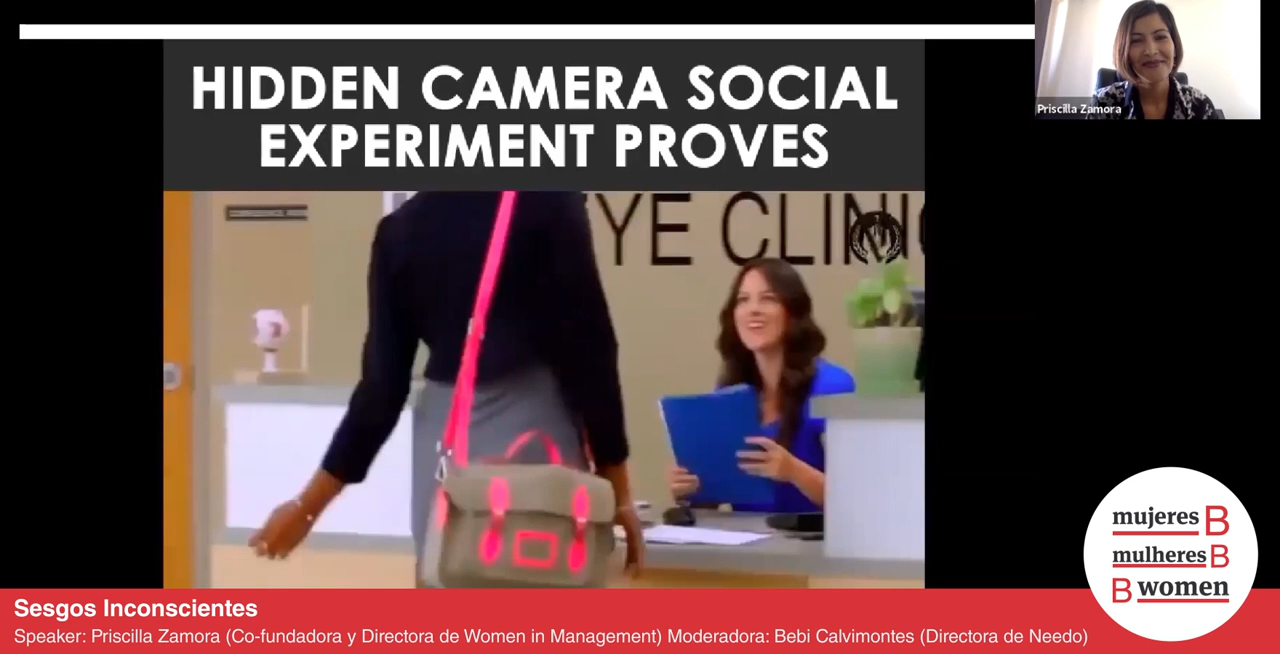 HIDDEN CAMERA SOCIAL
EXPERIMENT PROVES
Priscilla Zamora
YE CLINIC
mujeres B
mulheres B
B women
Sesgos Inconscientes
Speaker: Priscilla Zamora (Co-fundadora y Directora de Women in Management) Moderadora: Bebi Calvimontes (Directora de Needo)